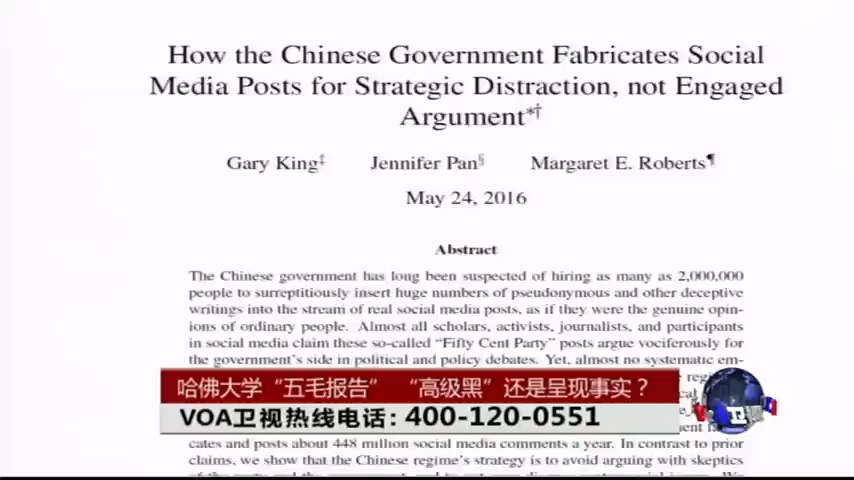 How the Chinese Government Fabricates Social
Media Posts for Strategic Distraction, not Engaged
Argument*†
Gary King‡ Jennifer Pan§ Margaret E. Roberts¶
May 24, 2016
Abstract
The Chinese government has long been suspected of hiring as many as 2,000,000
people to surreptitiously insert huge numbers of pseudonymous and other deceptive
writings into the stream of real social media posts, as if they were the genuine opin-
ions of ordinary people. Almost all scholars, activists, journalists, and participants
in social media claim these so-called “Fifty Cent Party” posts argue vociferously for
the government's side in political and policy debates. Yet, almost no systematic em-
哈佛大学“五毛报告” “高级黑”还是呈现事实？
VOA卫视热线电话：400-120-0551
cates and posts about 448 million social media comments a year. In contrast to prior
claims, we show that the Chinese regime's strategy is to avoid arguing with skeptics